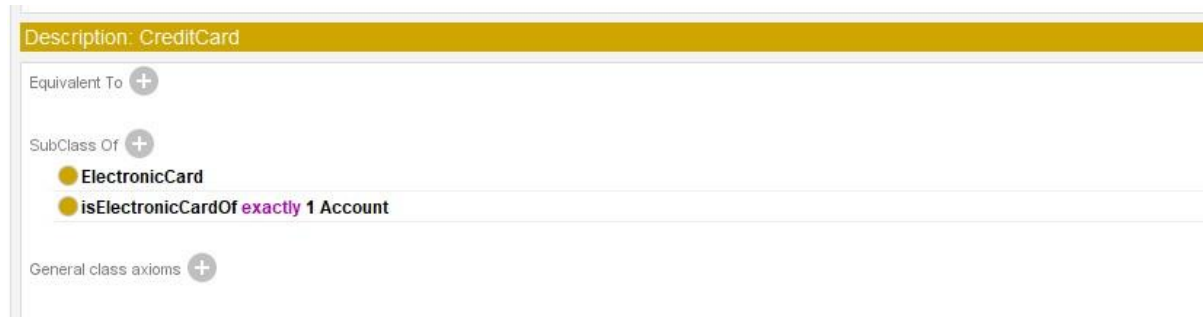 Description: CreditCard
Equivalent To
SubClass Of
ElectronicCard
isElectronicCardOf exactly 1 Account
General class axioms